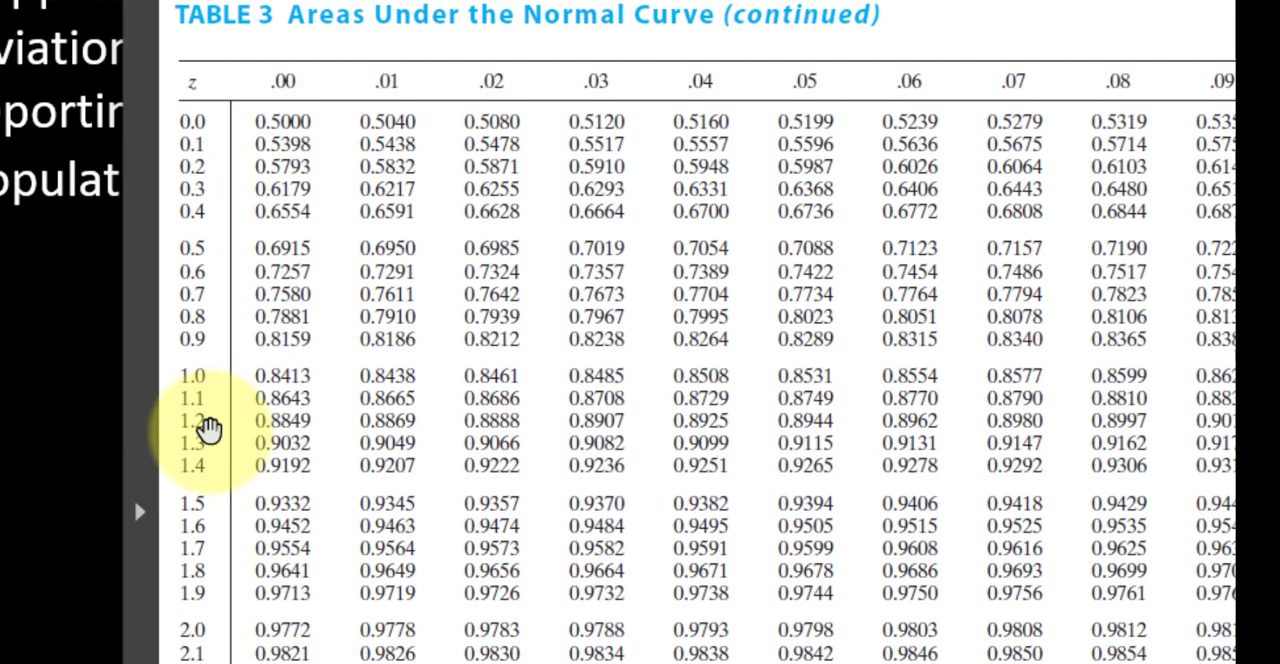 TABLE 3 Areas Under the Normal Curve (continued)
z .00 .01 .02 .03 .04 .05 .06 .07 .08 .09
0.0 0.5000 0.5040 0.5080 0.5120 0.5160 0.5199 0.5239 0.5279 0.5319
0.1 0.5398 0.5438 0.5478 0.5517 0.5557 0.5596 0.5636 0.5675 0.5714
0.2 0.5793 0.5832 0.5871 0.5910 0.5948 0.5987 0.6026 0.6064 0.6103
0.3 0.6179 0.6217 0.6255 0.6293 0.6331 0.6368 0.6406 0.6443 0.6480
0.4 0.6554 0.6591 0.6628 0.6664 0.6700 0.6736 0.6772 0.6808 0.6844
0.5 0.6915 0.6950 0.6985 0.7019 0.7054 0.7088 0.7123 0.7157 0.7190
0.6 0.7257 0.7291 0.7324 0.7357 0.7389 0.7422 0.7454 0.7486 0.7517
0.7 0.7580 0.7611 0.7642 0.7673 0.7704 0.7734 0.7764 0.7794 0.7823
0.8 0.7881 0.7910 0.7939 0.7967 0.7995 0.8023 0.8051 0.8078 0.8106
0.9 0.8159 0.8186 0.8212 0.8238 0.8264 0.8289 0.8315 0.8340 0.8365
1.0 0.8413 0.8438 0.8461 0.8485 0.8508 0.8531 0.8554 0.8577 0.8599
1.1 0.8643 0.8665 0.8686 0.8708 0.8729 0.8749 0.8770 0.8790 0.8810
1.2 0.8849 0.8869 0.8888 0.8907 0.8925 0.8944 0.8962 0.8980 0.8997
1.3 0.9032 0.9049 0.9066 0.9082 0.9099 0.9115 0.9131 0.9147 0.9162
1.4 0.9192 0.9207 0.9222 0.9236 0.9251 0.9265 0.9278 0.9292 0.9306
1.5 0.9332 0.9345 0.9357 0.9370 0.9382 0.9394 0.9406 0.9418 0.9429
1.6 0.9452 0.9463 0.9474 0.9484 0.9495 0.9505 0.9515 0.9525 0.9535
1.7 0.9554 0.9564 0.9573 0.9582 0.9591 0.9599 0.9608 0.9616 0.9625
1.8 0.9641 0.9649 0.9656 0.9664 0.9671 0.9678 0.9686 0.9693 0.9699
1.9 0.9713 0.9719 0.9726 0.9732 0.9738 0.9744 0.9750 0.9756 0.9761
2.0 0.9772 0.9778 0.9783 0.9788 0.9793 0.9798 0.9803 0.9808 0.9812
2.1 0.9821 0.9826 0.9830 0.9834 0.9838 0.9842 0.9846 0.9850 0.9854